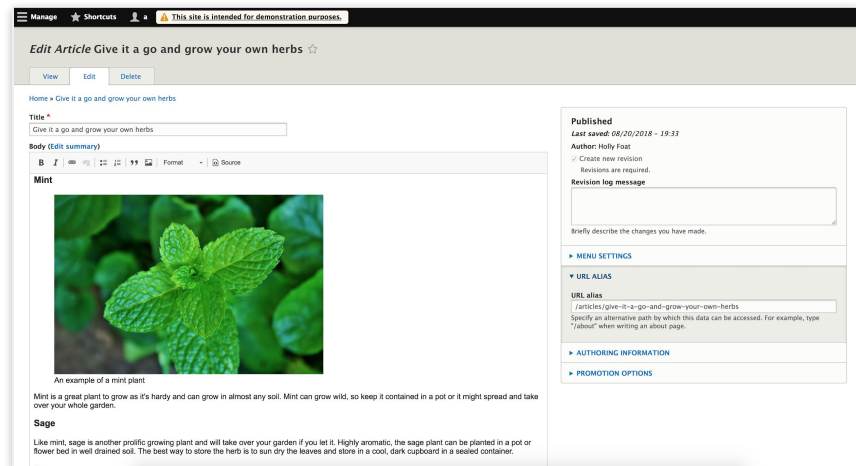 Manage Shortcuts a This site is intended for demonstration purposes.
Edit Article Give it a go and grow your own herbs
View Edit Delete
Home » Give it a go and grow your own herbs
Title *
Give it a go and grow your own herbs
Body (Edit summary)
B I Format Source
Mint
An example of a mint plant
Mint is a great plant to grow as it's hardy and can grow in almost any soil. Mint can grow wild, so keep it contained in a pot or it might spread and take
over your whole garden.
Sage
Like mint, sage is another prolific growing plant and will take over your garden if you let it. Highly aromatic, the sage plant can be planted in a pot or
flower bed in well drained soil. The best way to store the herb is to sun dry the leaves and store in a cool, dark cupboard in a sealed container.
Published
Last saved: 08/20/2018 - 19:33
Author: Holly Foat
Create new revision
Revisions are required.
Revision log message
Briefly describe the changes you have made.
MENU SETTINGS
URL ALIAS
URL alias
/articles/give-it-a-go-and-grow-your-own-herbs
Specify an alternative path by which this data can be accessed. For example, type
"/about" when writing an about page.
AUTHORING INFORMATION
PROMOTION OPTIONS